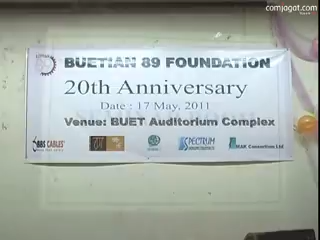 comjagat.com
BUETIAN 89 FOUNDATION
20th Anniversary
Date : 17 May, 2011
Venue: BUET Auditorium Complex
BBS CABLES
SPECTRUM
MAK Consortium Ltd